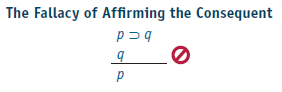 The Fallacy of Affirming the Consequent
p ⊃ q
q
p